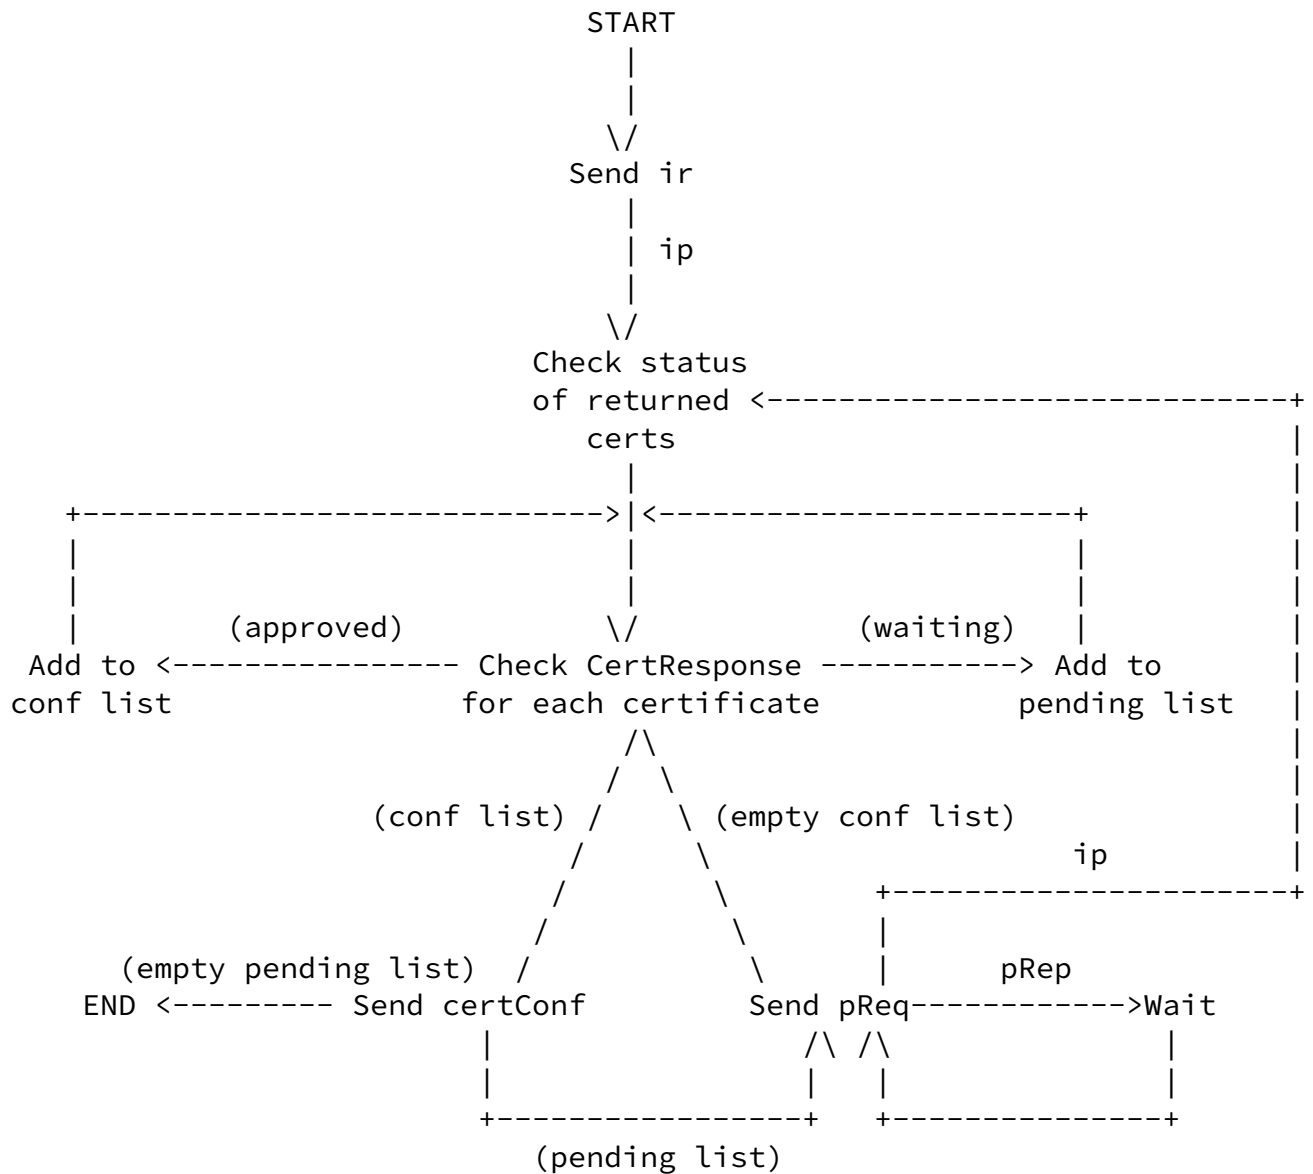 START
Send ir
ip
Check status
of returned
certs
(approved)
(waiting)
Add to
Check CertResponse
Add to
conf list
for each certificate
pending list
(conf list)
(empty conf list)
ip
(empty pending list)
pRep
END
Send certConf
Send pReq
Wait
(pending list)